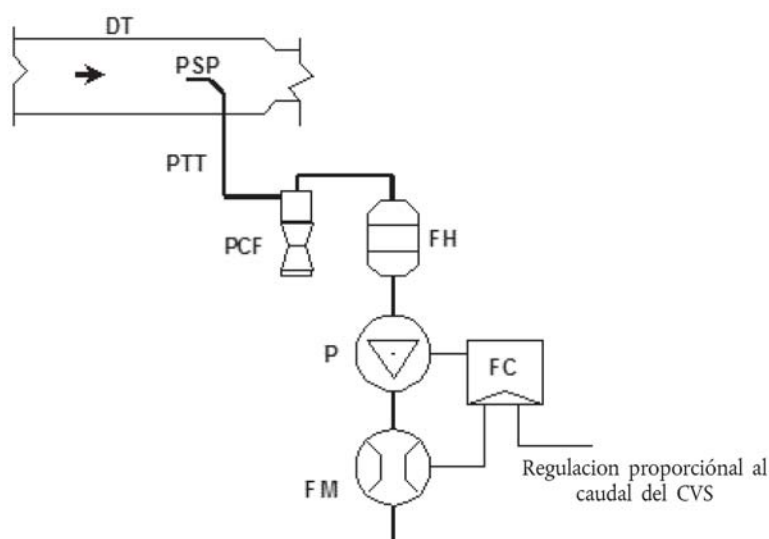 DT
PSP
PTT
PCF
FH
P
FC
FM
Regulacion proporciónal al
caudal del CVS